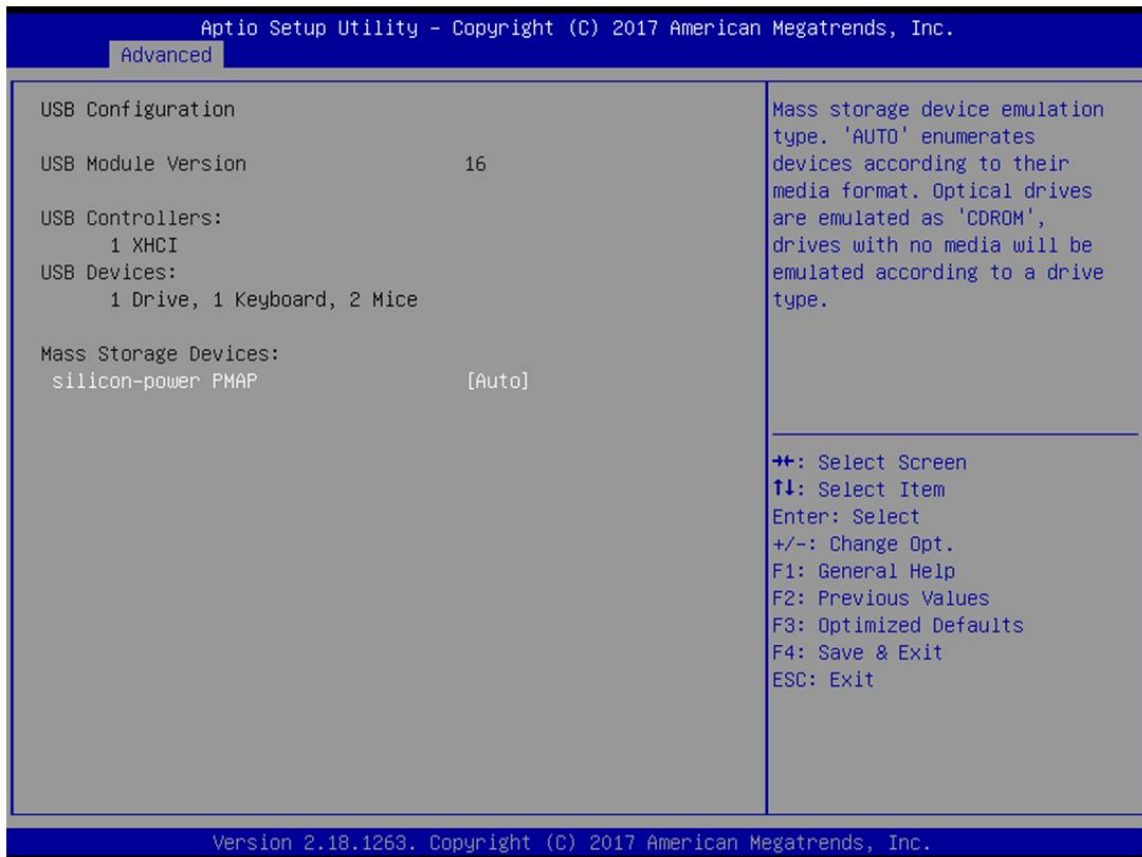 Aptio Setup Utility – Copyright (C) 2017 American Megatrends, Inc.
Advanced
USB Configuration
USB Module Version 16
USB Controllers:
1 XHCI
USB Devices:
1 Drive, 1 Keyboard, 2 Mice
Mass Storage Devices:
silicon-power PMAP [Auto]
Mass storage device emulation
type. 'AUTO' enumerates
devices according to their
media format. Optical drives
are emulated as 'CDROM',
drives with no media will be
emulated according to a drive
type.
→←: Select Screen
↑↓: Select Item
Enter: Select
+/-: Change Opt.
F1: General Help
F2: Previous Values
F3: Optimized Defaults
F4: Save & Exit
ESC: Exit
Version 2.18.1263. Copyright (C) 2017 American Megatrends, Inc.